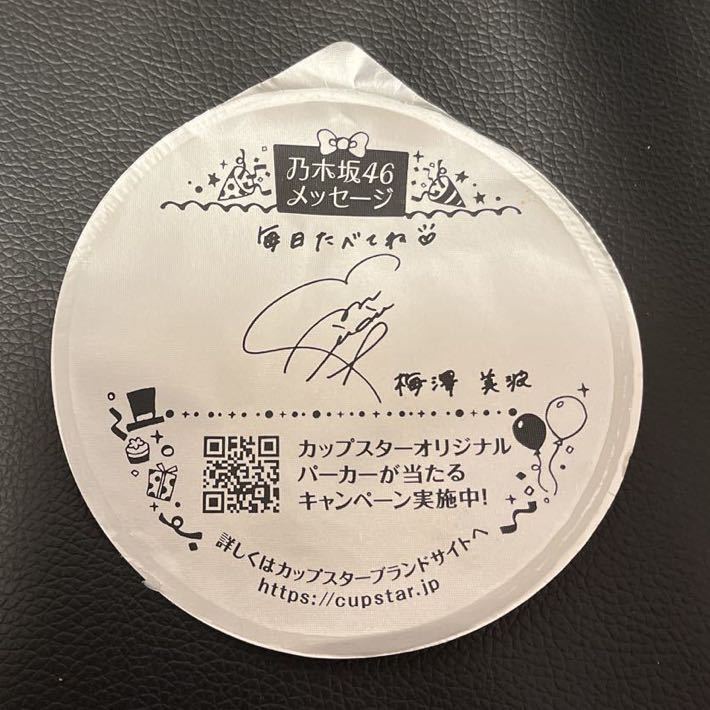 乃木坂46
メッセージ
毎日たべてね
梅澤 美波
カップスターオリジナル
パーカーが当たる
キャンペーン実施中!
詳しくはカップスターブランドサイトへ
https://cupstar.jp